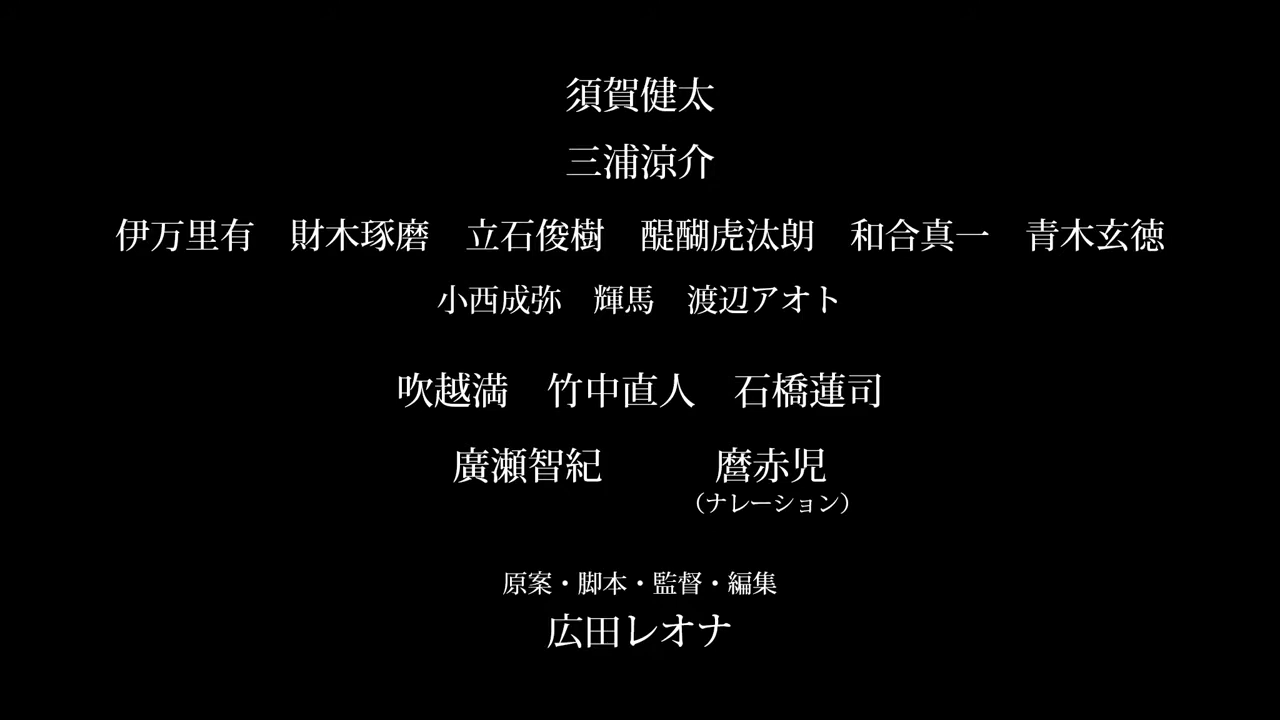 須賀健太
三浦涼介
伊万里有　財木琢磨　立石俊樹　醍醐虎汰朗　和合真一　青木玄徳
小西成弥　輝馬　渡辺アオト
吹越満　竹中直人　石橋蓮司
廣瀬智紀　麿赤児
（ナレーション）
原案・脚本・監督・編集
広田レオナ